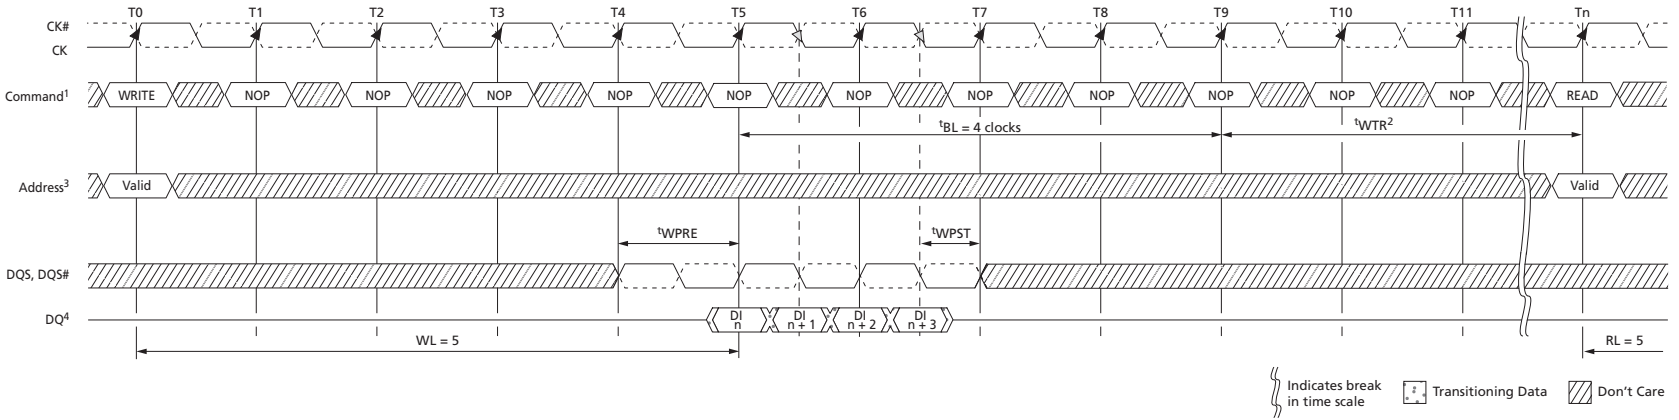 T0 T1 T2 T3 T4 T5 T6 T7 T8 T9 T10 T11 Tn
CK#
CK
Command1 WRITE NOP NOP NOP NOP NOP NOP NOP NOP NOP NOP NOP READ
tBL = 4 clocks tWTR2
Address3 Valid Valid
tWPRE tWPST
DQS, DQS#
DQ4 DI n DI n + 1 DI n + 2 DI n + 3
WL = 5 RL = 5
Indicates break in time scale
Transitioning Data
Don't Care